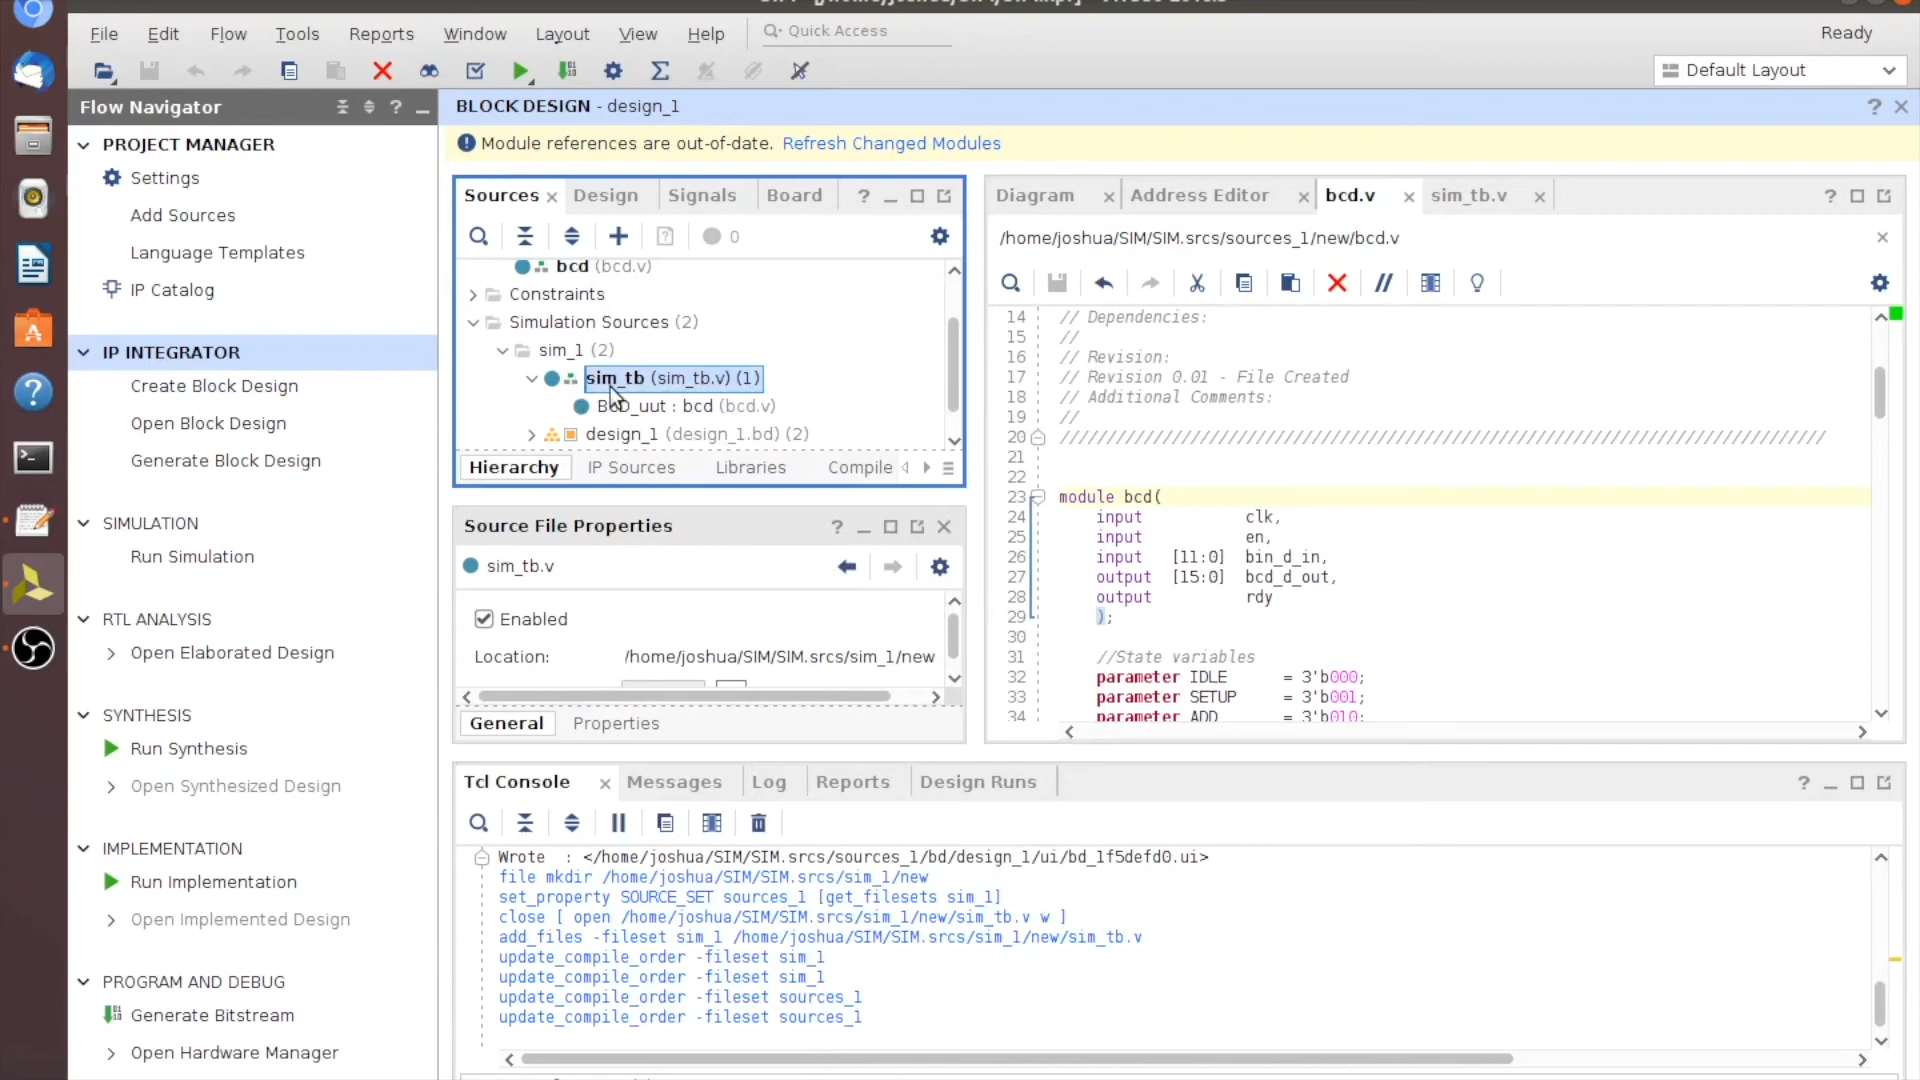 File Edit Flow Tools Reports Window Layout View Help Quick Access Ready
Default Layout
Flow Navigator
PROJECT MANAGER
Settings
Add Sources
Language Templates
IP Catalog
IP INTEGRATOR
Create Block Design
Open Block Design
Generate Block Design
SIMULATION
Run Simulation
RTL ANALYSIS
Open Elaborated Design
SYNTHESIS
Run Synthesis
Open Synthesized Design
IMPLEMENTATION
Run Implementation
Open Implemented Design
PROGRAM AND DEBUG
Generate Bitstream
Open Hardware Manager
BLOCK DESIGN - design_1
Module references are out-of-date. Refresh Changed Modules
Sources Design Signals Board
0
bcd (bcd.v)
Constraints
Simulation Sources (2)
sim_1 (2)
sim_tb (sim_tb.v) (1)
BCD_uut : bcd (bcd.v)
design_1 (design_1.bd) (2)
Hierarchy IP Sources Libraries Compile
Source File Properties
sim_tb.v
Enabled
Location: /home/joshua/SIM/SIM.srcs/sim_1/new
General Properties
Diagram Address Editor bcd.v sim_tb.v
/home/joshua/SIM/SIM.srcs/sources_1/new/bcd.v
14 // Dependencies:
15 //
16 // Revision:
17 // Revision 0.01 - File Created
18 // Additional Comments:
19 //
20 //////////////////////////////////////////////////////////////////////////////////
21
22
23 module bcd(
24 input clk,
25 input en,
26 input [11:0] bin_d_in,
27 output [15:0] bcd_d_out,
28 output rdy
29 );
30
31 //State variables
32 parameter IDLE = 3'b000;
33 parameter SETUP = 3'b001;
34 parameter ADD = 3'b010;
Tcl Console Messages Log Reports Design Runs
Wrote : </home/joshua/SIM/SIM.srcs/sources_1/bd/design_1/ui/bd_1f5defd0.ui>
file mkdir /home/joshua/SIM/SIM.srcs/sim_1/new
set_property SOURCE_SET sources_1 [get_filesets sim_1]
close [ open /home/joshua/SIM/SIM.srcs/sim_1/new/sim_tb.v w ]
add_files -fileset sim_1 /home/joshua/SIM/SIM.srcs/sim_1/new/sim_tb.v
update_compile_order -fileset sim_1
update_compile_order -fileset sim_1
update_compile_order -fileset sources_1
update_compile_order -fileset sources_1